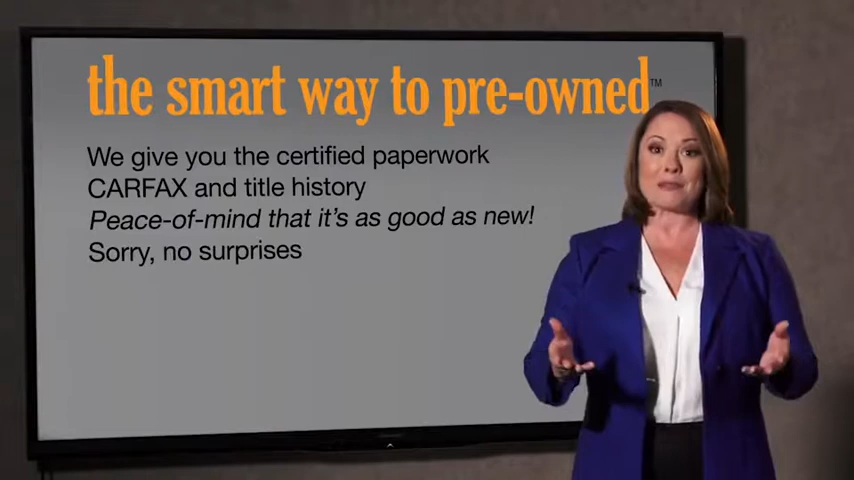 the smart way to pre-owned™
We give you the certified paperwork
CARFAX and title history
Peace-of-mind that it's as good as new!
Sorry, no surprises